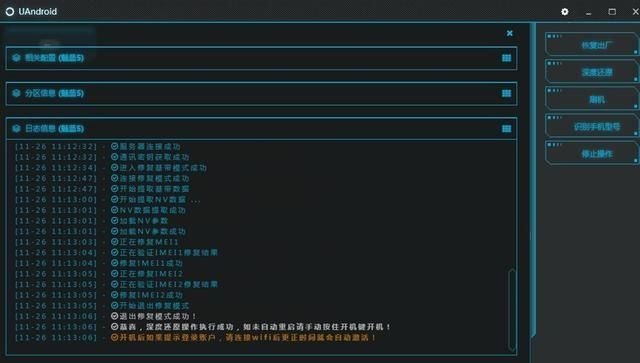 UAndroid
恢复出厂
相关配置 (魅蓝5)
深度还原
分区信息 (魅蓝5)
刷机
日志信息 (魅蓝5)
识别手机型号
停止操作
[11-26 11:12:32] - 服务器连接成功
[11-26 11:12:32] - 通讯密钥获取成功
[11-26 11:12:34] - 进入修复基带模式成功
[11-26 11:12:47] - 连接修复模式成功
[11-26 11:12:47] - 开始提取基带数据
[11-26 11:13:00] - 开始提取NV数据 ...
[11-26 11:13:01] - NV数据提取成功
[11-26 11:13:01] - 加载NV参数
[11-26 11:13:01] - 加载NV参数成功
[11-26 11:13:03] - 正在修复MEI1
[11-26 11:13:04] - 正在验证IMEI1修复结果
[11-26 11:13:04] - 修复IMEI1成功
[11-26 11:13:04] - 正在修复IMEI2
[11-26 11:13:05] - 正在验证IMEI2修复结果
[11-26 11:13:05] - 修复IMEI2成功
[11-26 11:13:05] - 开始退出修复模式
[11-26 11:13:06] - 退出修复模式成功！
[11-26 11:13:06] - 恭喜，深度还原操作执行成功，如未自动重启请手动按住开机键开机！
[11-26 11:13:06] - 开机后如果提示登录账户，请连接wifi后更正时间就会自动激活！